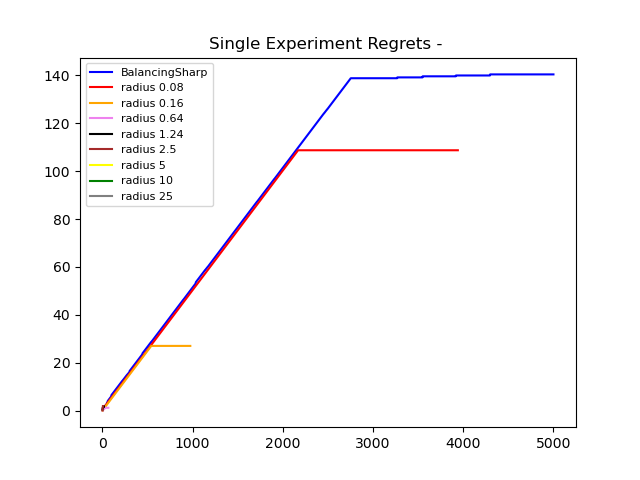 Single Experiment Regrets -
140
120
100
80
60
40
20
0
BalancingSharp
radius 0.08
radius 0.16
radius 0.64
radius 1.24
radius 2.5
radius 5
radius 10
radius 25
0 1000 2000 3000 4000 5000